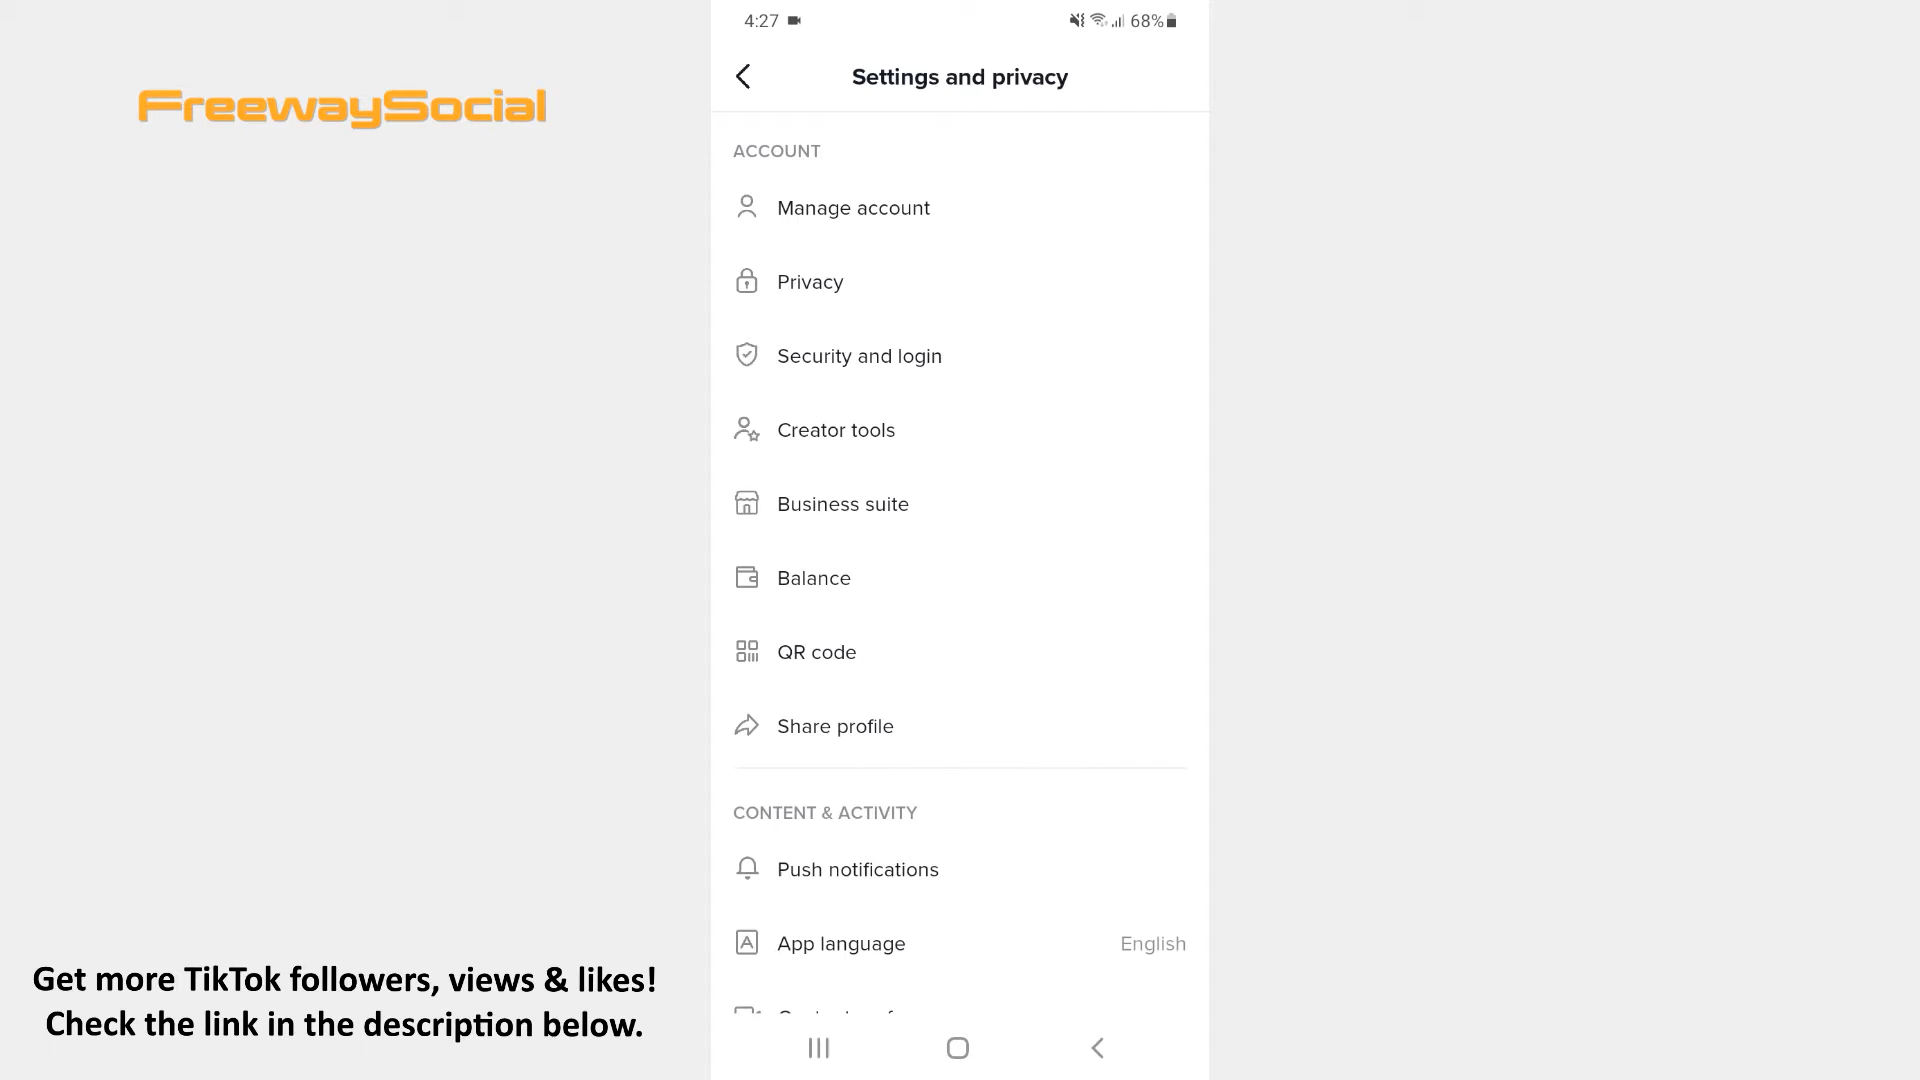 4:27
68%
FreewaySocial
Settings and privacy
ACCOUNT
Manage account
Privacy
Security and login
Creator tools
Business suite
Balance
QR code
Share profile
CONTENT & ACTIVITY
Push notifications
App language English
Get more TikTok followers, views & likes!
Check the link in the description below.